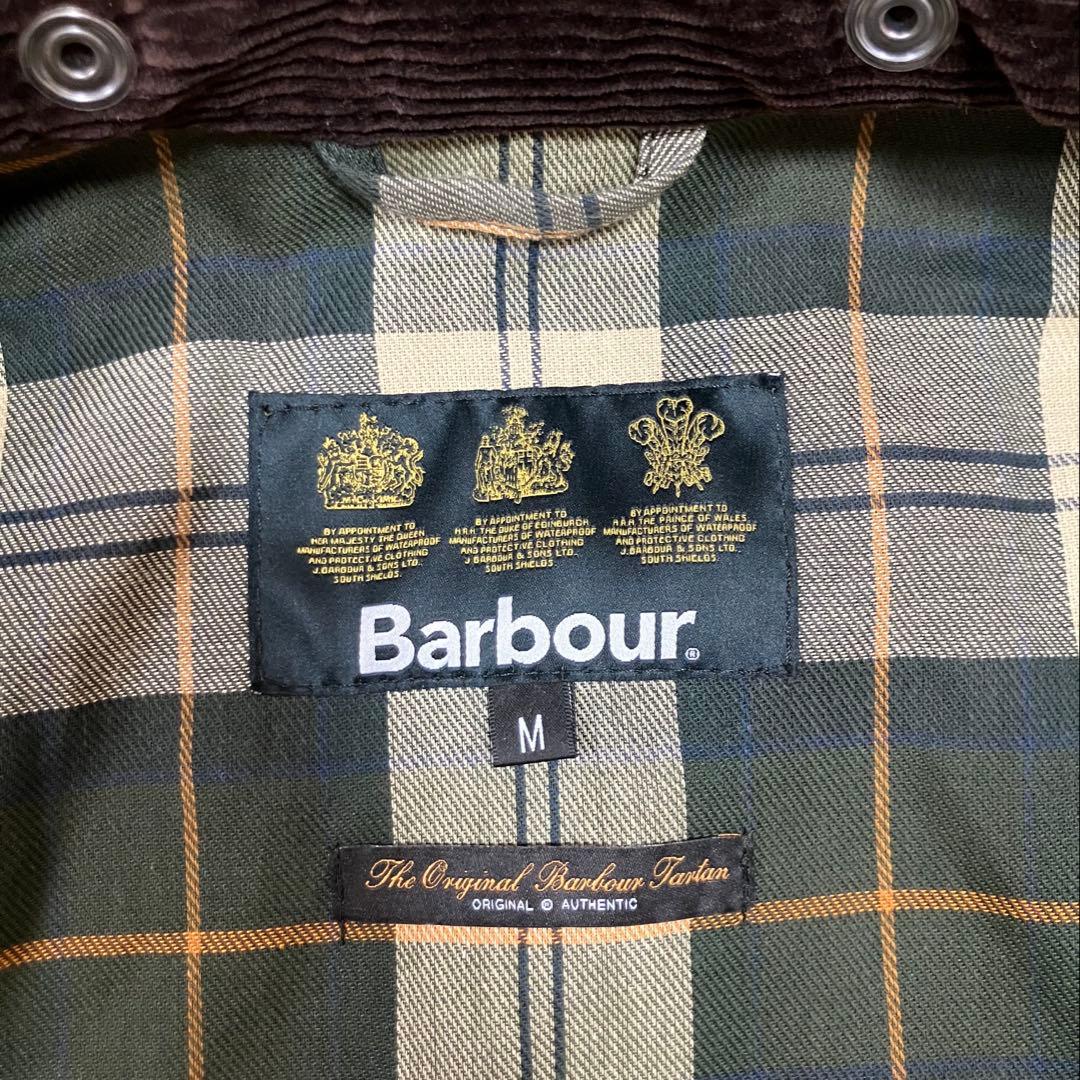 BY APPOINTMENT TO
HER MAJESTY THE QUEEN
MANUFACTURERS OF WATERPROOF
AND PROTECTIVE CLOTHING
J. BARBOUR & SONS LTD.,
SOUTH SHIELDS.
BY APPOINTMENT TO
H.R.H. THE DUKE OF EDINBURGH
MANUFACTURERS OF WATERPROOF
AND PROTECTIVE CLOTHING
J. BARBOUR & SONS LTD.
SOUTH SHIELDS.
BY APPOINTMENT TO
H.R.H. THE PRINCE OF WALES
MANUFACTURERS OF WATERPROOF
AND PROTECTIVE CLOTHING
J. BARBOUR & SONS LTD.
SOUTH SHIELDS.
Barbour.®
M
The Original Barbour Tartan
ORIGINAL ® AUTHENTIC